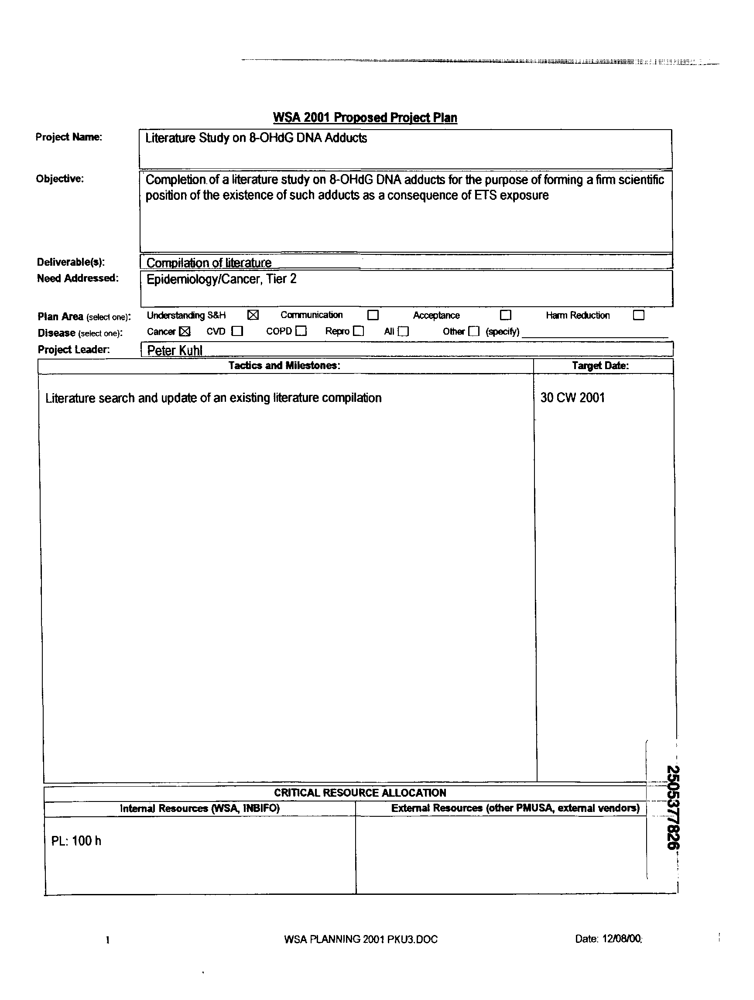 WSA 2001 Proposed Project Plan
Project Name: Literature Study on 8-OHdG DNA Adducts
Objective: Completion of a literature study on 8-OHdG DNA adducts for the purpose of forming a firm scientific
position of the existence of such adducts as a consequence of ETS exposure
Deliverable(s): Compilation of literature
Need Addressed: Epidemiology/Cancer, Tier 2
Plan Area (select one): Understanding S&H ☒ Communication ☐ Acceptance ☐ Harm Reduction ☐
Disease (select one): Cancer ☒ CVD ☐ COPD ☐ Repro ☐ All ☐ Other ☐ (specify)
Project Leader: Peter Kuhl
Tactics and Milestones: Target Date:
Literature search and update of an existing literature compilation 30 CW 2001
CRITICAL RESOURCE ALLOCATION
Internal Resources (WSA, INBIFO) External Resources (other PMUSA, external vendors)
PL: 100 h
2505377826
1 WSA PLANNING 2001 PKU3.DOC Date: 12/08/00